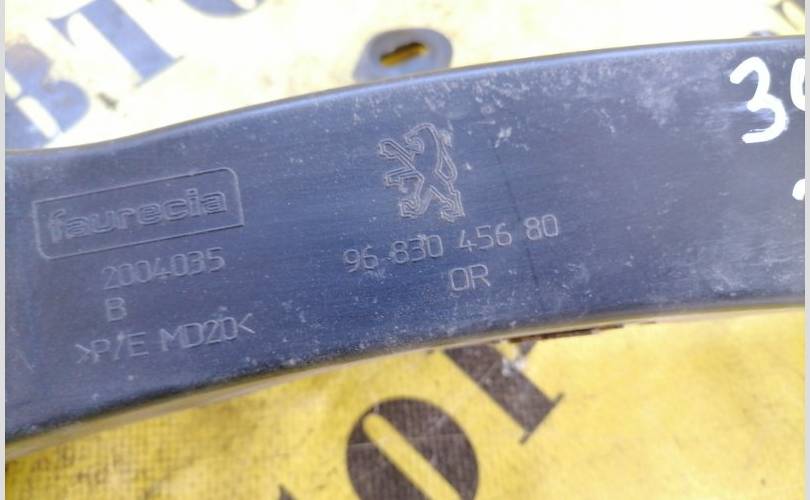 faurecia
2004035
B
>P/E MD20<
96 830 456 80
OR